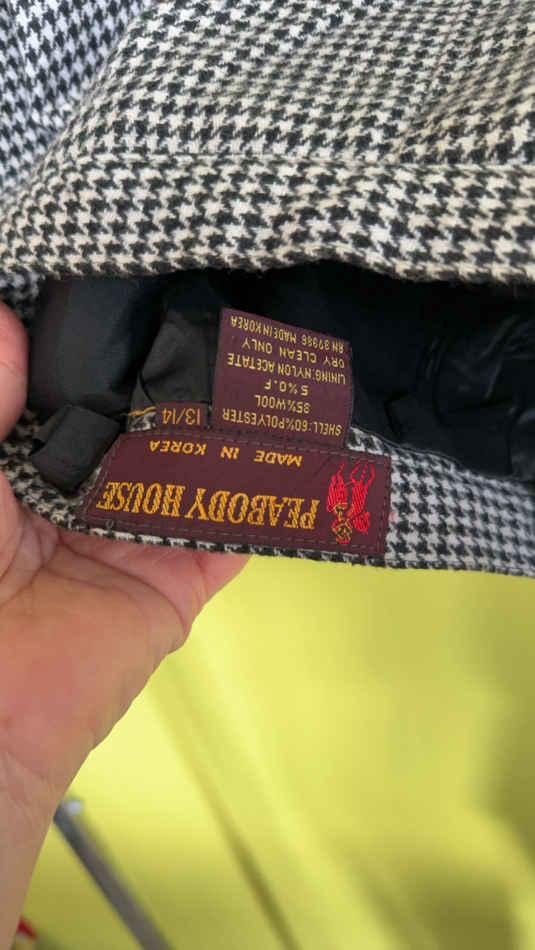 PEABODY HOUSE
MADE IN KOREA
13/14
SHELL:60%POLYESTER
35%WOOL
5%O.F
LINING:NYLON ACETATE
DRY CLEAN ONLY
RN 37986 MADE IN KOREA